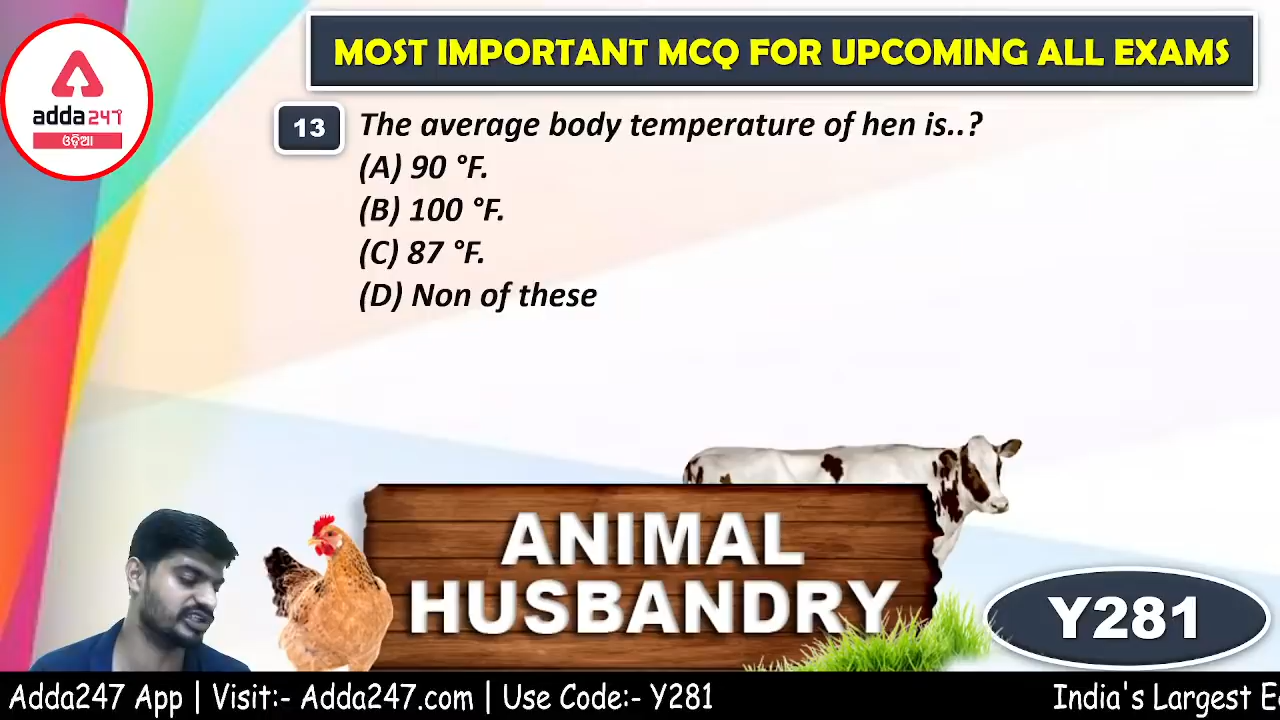 MOST IMPORTANT MCQ FOR UPCOMING ALL EXAMS
adda247
ଓଡ଼ିଆ
13 The average body temperature of hen is..?
(A) 90 °F.
(B) 100 °F.
(C) 87 °F.
(D) Non of these
ANIMAL
HUSBANDRY
Y281
Adda247 App | Visit:- Adda247.com | Use Code:- Y281
India's Largest